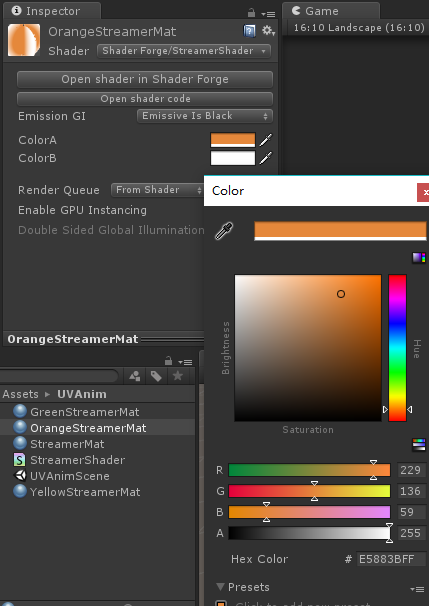 Inspector
OrangeStreamerMat
Shader
Shader Forge/StreamerShader
Open shader in Shader Forge
Open shader code
Emission GI
Emissive Is Black
ColorA
ColorB
Render Queue
From Shader
Enable GPU Instancing
Double Sided Global Illumination
OrangeStreamerMat
Assets
UVAnim
GreenStreamerMat
OrangeStreamerMat
StreamerMat
StreamerShader
UVAnimScene
YellowStreamerMat
Game
16:10 Landscape (16:10)
Color
x
Brightness
Hue
Saturation
R 229
G 136
B 59
A 255
Hex Color # E5883BFF
Presets
Click to add new preset